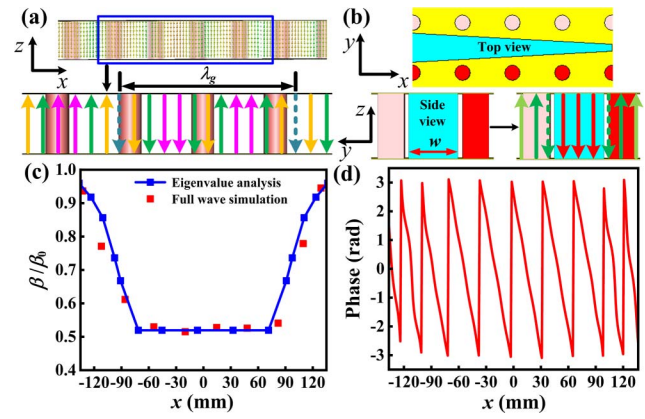 (a)
z
x
λg
(b)
y
x
Top view
z
y
Side
view
w
(c)
1.0
0.9
0.8
0.7
0.6
0.5
0.4
β/β0
Eigenvalue analysis
Full wave simulation
-120 -90 -60 -30 0 30 60 90 120
x (mm)
(d)
3
2
1
0
-1
-2
-3
Phase (rad)
-120 -90 -60 -30 0 30 60 90 120
x (mm)